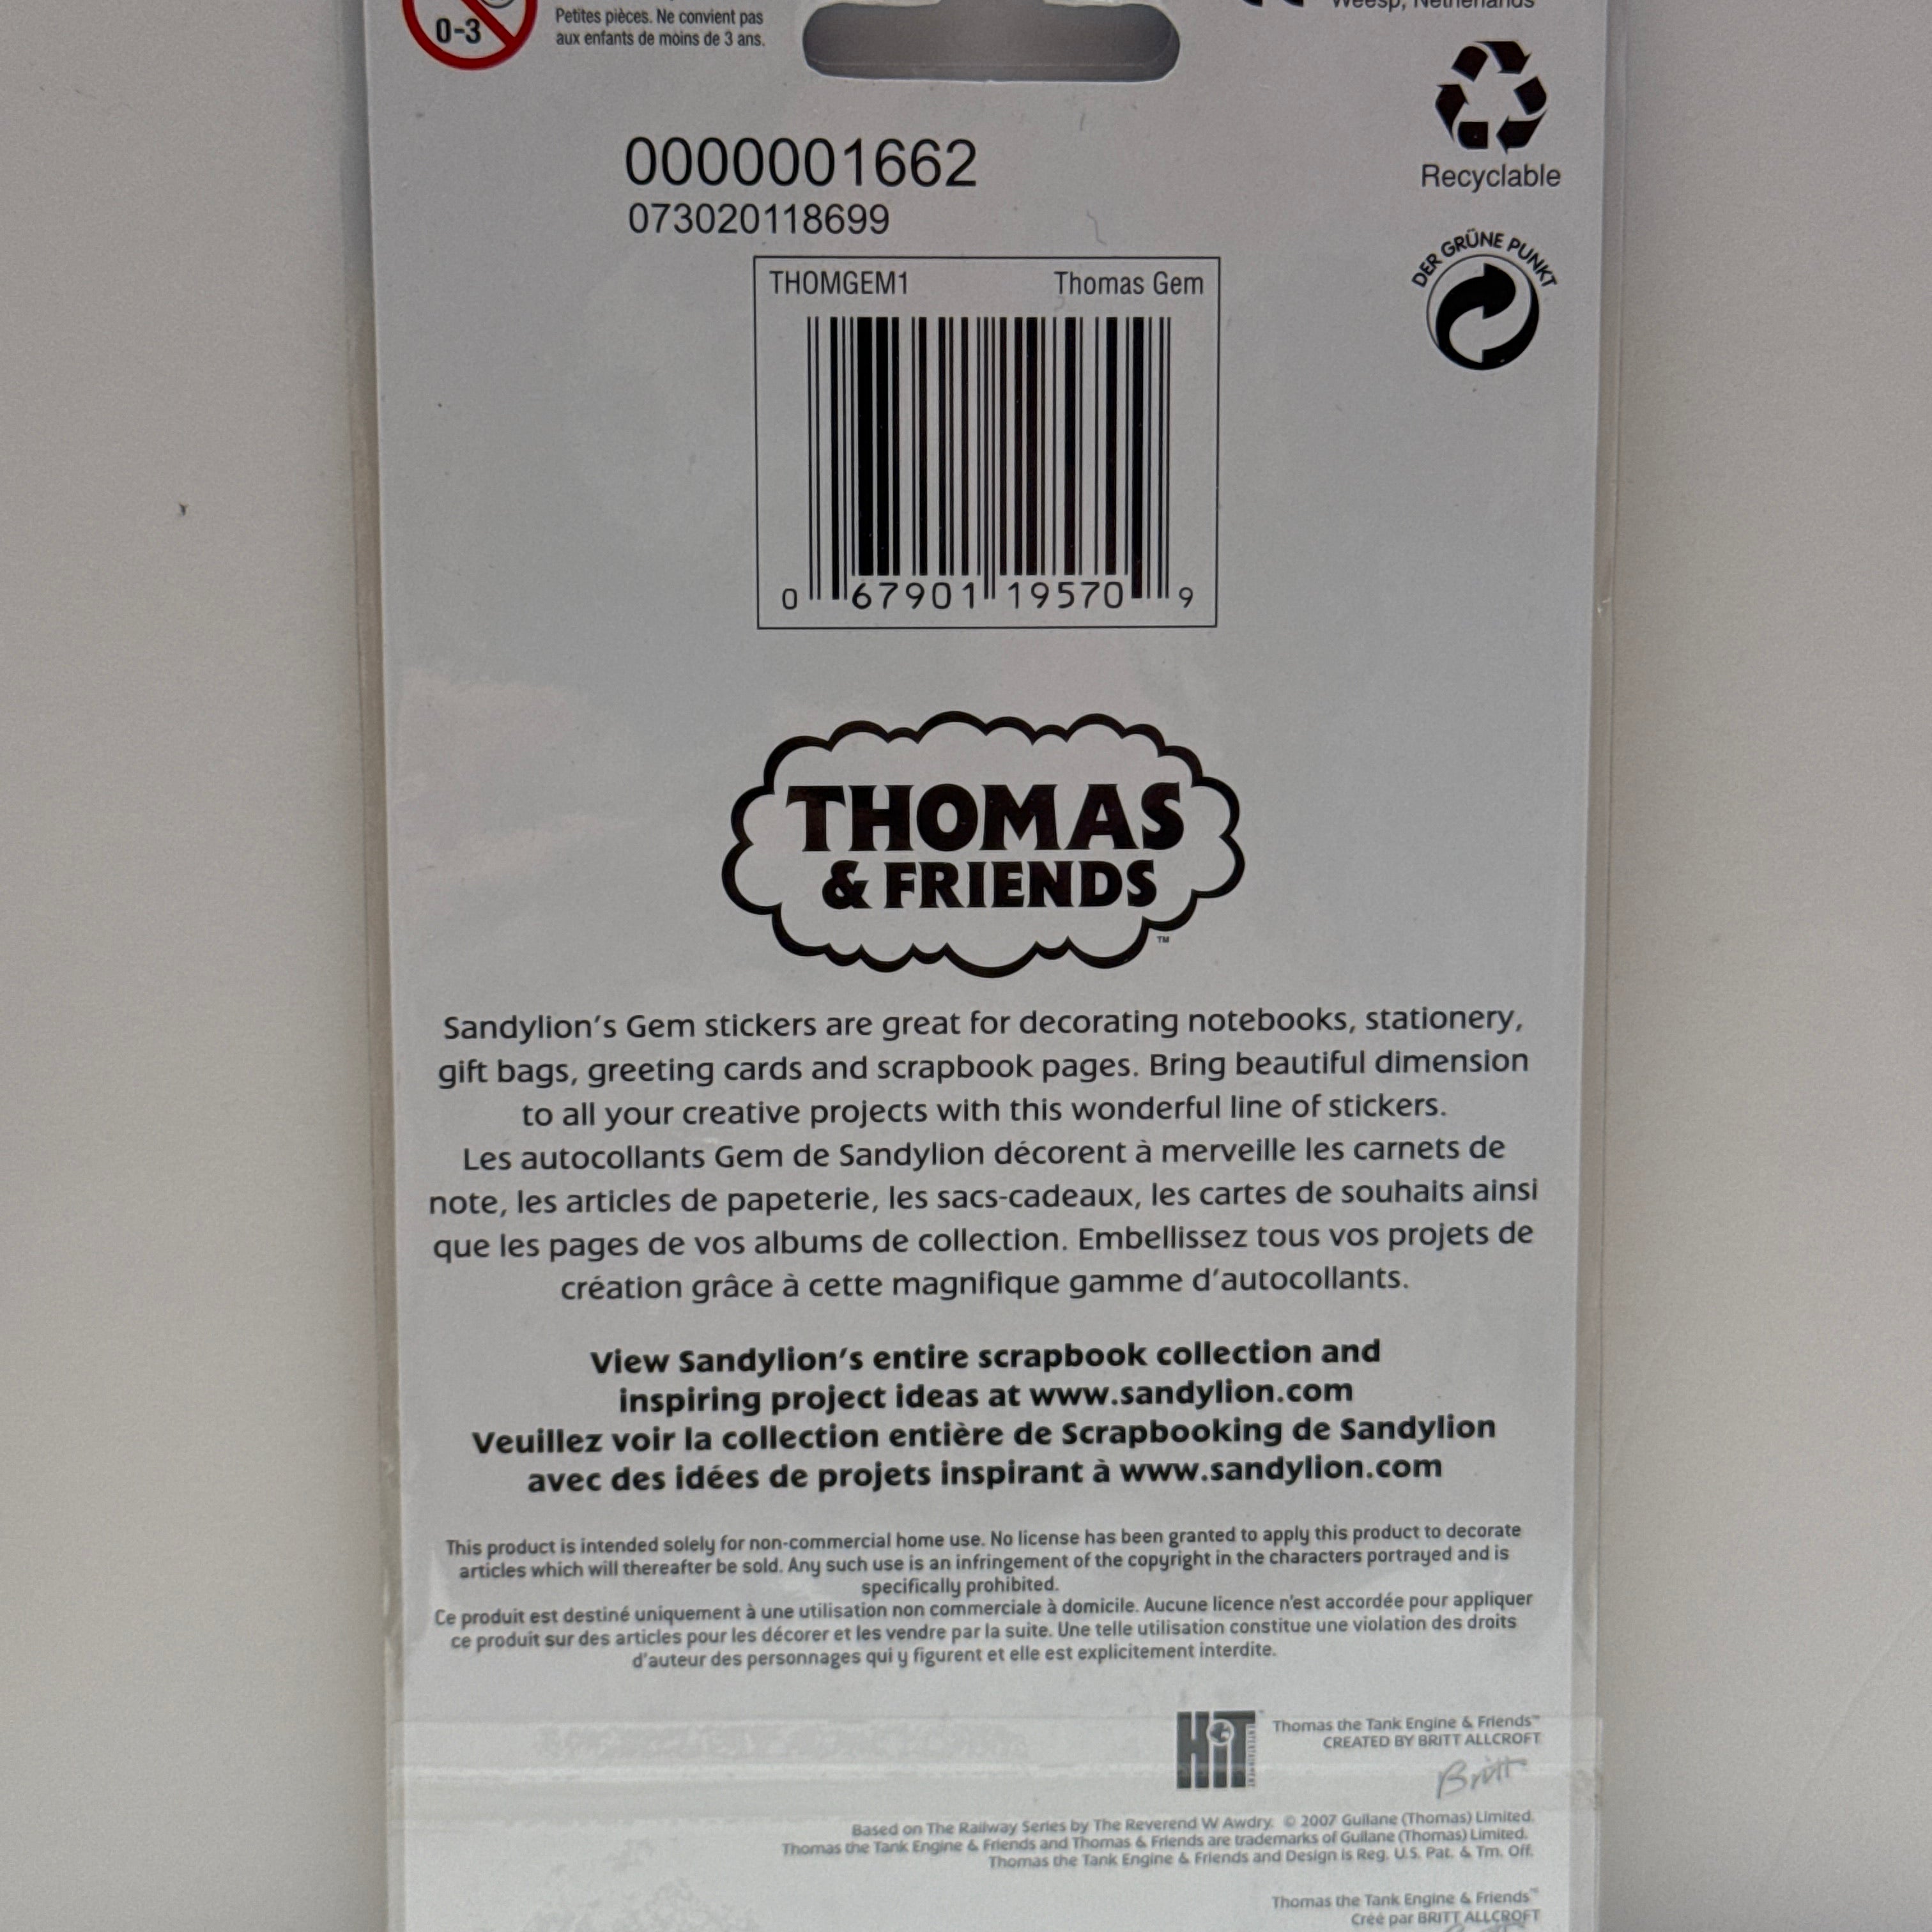 Petites pièces. Ne convient pas
aux enfants de moins de 3 ans.
0-3
Weesp, Netherlands
Recyclable
DER GRÜNE PUNKT
0000001662
073020118699
THOMGEM1 Thomas Gem
0 67901 19570 9
THOMAS
& FRIENDS
TM
Sandylion's Gem stickers are great for decorating notebooks, stationery,
gift bags, greeting cards and scrapbook pages. Bring beautiful dimension
to all your creative projects with this wonderful line of stickers.
Les autocollants Gem de Sandylion décorent à merveille les carnets de
note, les articles de papeterie, les sacs-cadeaux, les cartes de souhaits ainsi
que les pages de vos albums de collection. Embellissez tous vos projets de
création grâce à cette magnifique gamme d'autocollants.
View Sandylion's entire scrapbook collection and
inspiring project ideas at www.sandylion.com
Veuillez voir la collection entière de Scrapbooking de Sandylion
avec des idées de projets inspirant à www.sandylion.com
This product is intended solely for non-commercial home use. No license has been granted to apply this product to decorate
articles which will thereafter be sold. Any such use is an infringement of the copyright in the characters portrayed and is
specifically prohibited.
Ce produit est destiné uniquement à une utilisation non commerciale à domicile. Aucune licence n'est accordée pour appliquer
ce produit sur des articles pour les décorer et les vendre par la suite. Une telle utilisation constitue une violation des droits
d'auteur des personnages qui y figurent et elle est explicitement interdite.
HiT ENTERTAINMENT
Thomas the Tank Engine & Friends™
CREATED BY BRITT ALLCROFT
Britt
Based on The Railway Series by The Reverend W Awdry. © 2007 Gullane (Thomas) Limited.
Thomas the Tank Engine & Friends and Thomas & Friends are trademarks of Gullane (Thomas) Limited.
Thomas the Tank Engine & Friends and Design is Reg. U.S. Pat. & Tm. Off.
Thomas the Tank Engine & Friends™
Créé par BRITT ALLCROFT